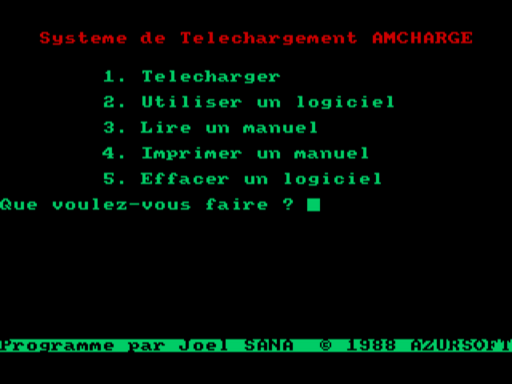 Systeme de Telechargement AMCHARGE
1. Telecharger
2. Utiliser un logiciel
3. Lire un manuel
4. Imprimer un manuel
5. Effacer un logiciel
Que voulez-vous faire ?
Programme par Joel SANA © 1988 AZURSOFT